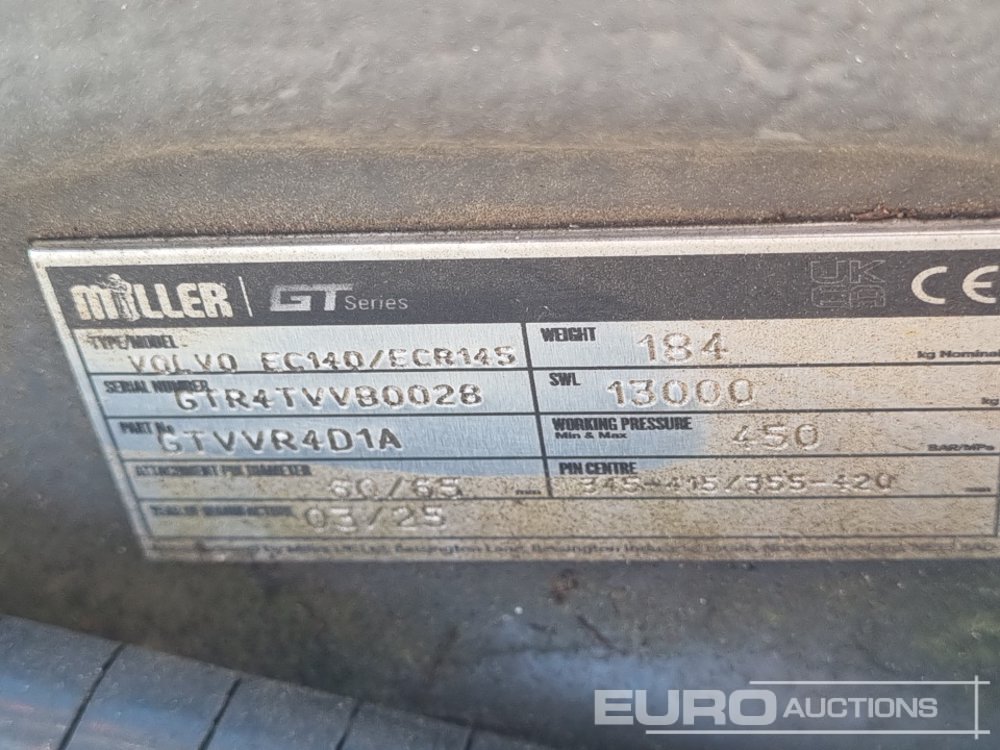 MILLER GT Series UK CE
TYPE/MODEL VOLVO EC140/ECR145 WEIGHT 184 kg Nominal
SERIAL NUMBER GTR4TVVB0028 SWL 13000 kg
PART No GTVVR4D1A WORKING PRESSURE Min & Max 450 BAR/MPa
ATTACHMENT PIN DIAMETER 60/65 mm PIN CENTRE 345-415/355-420
YEAR OF MANUFACTURE 03/25
EURO AUCTIONS